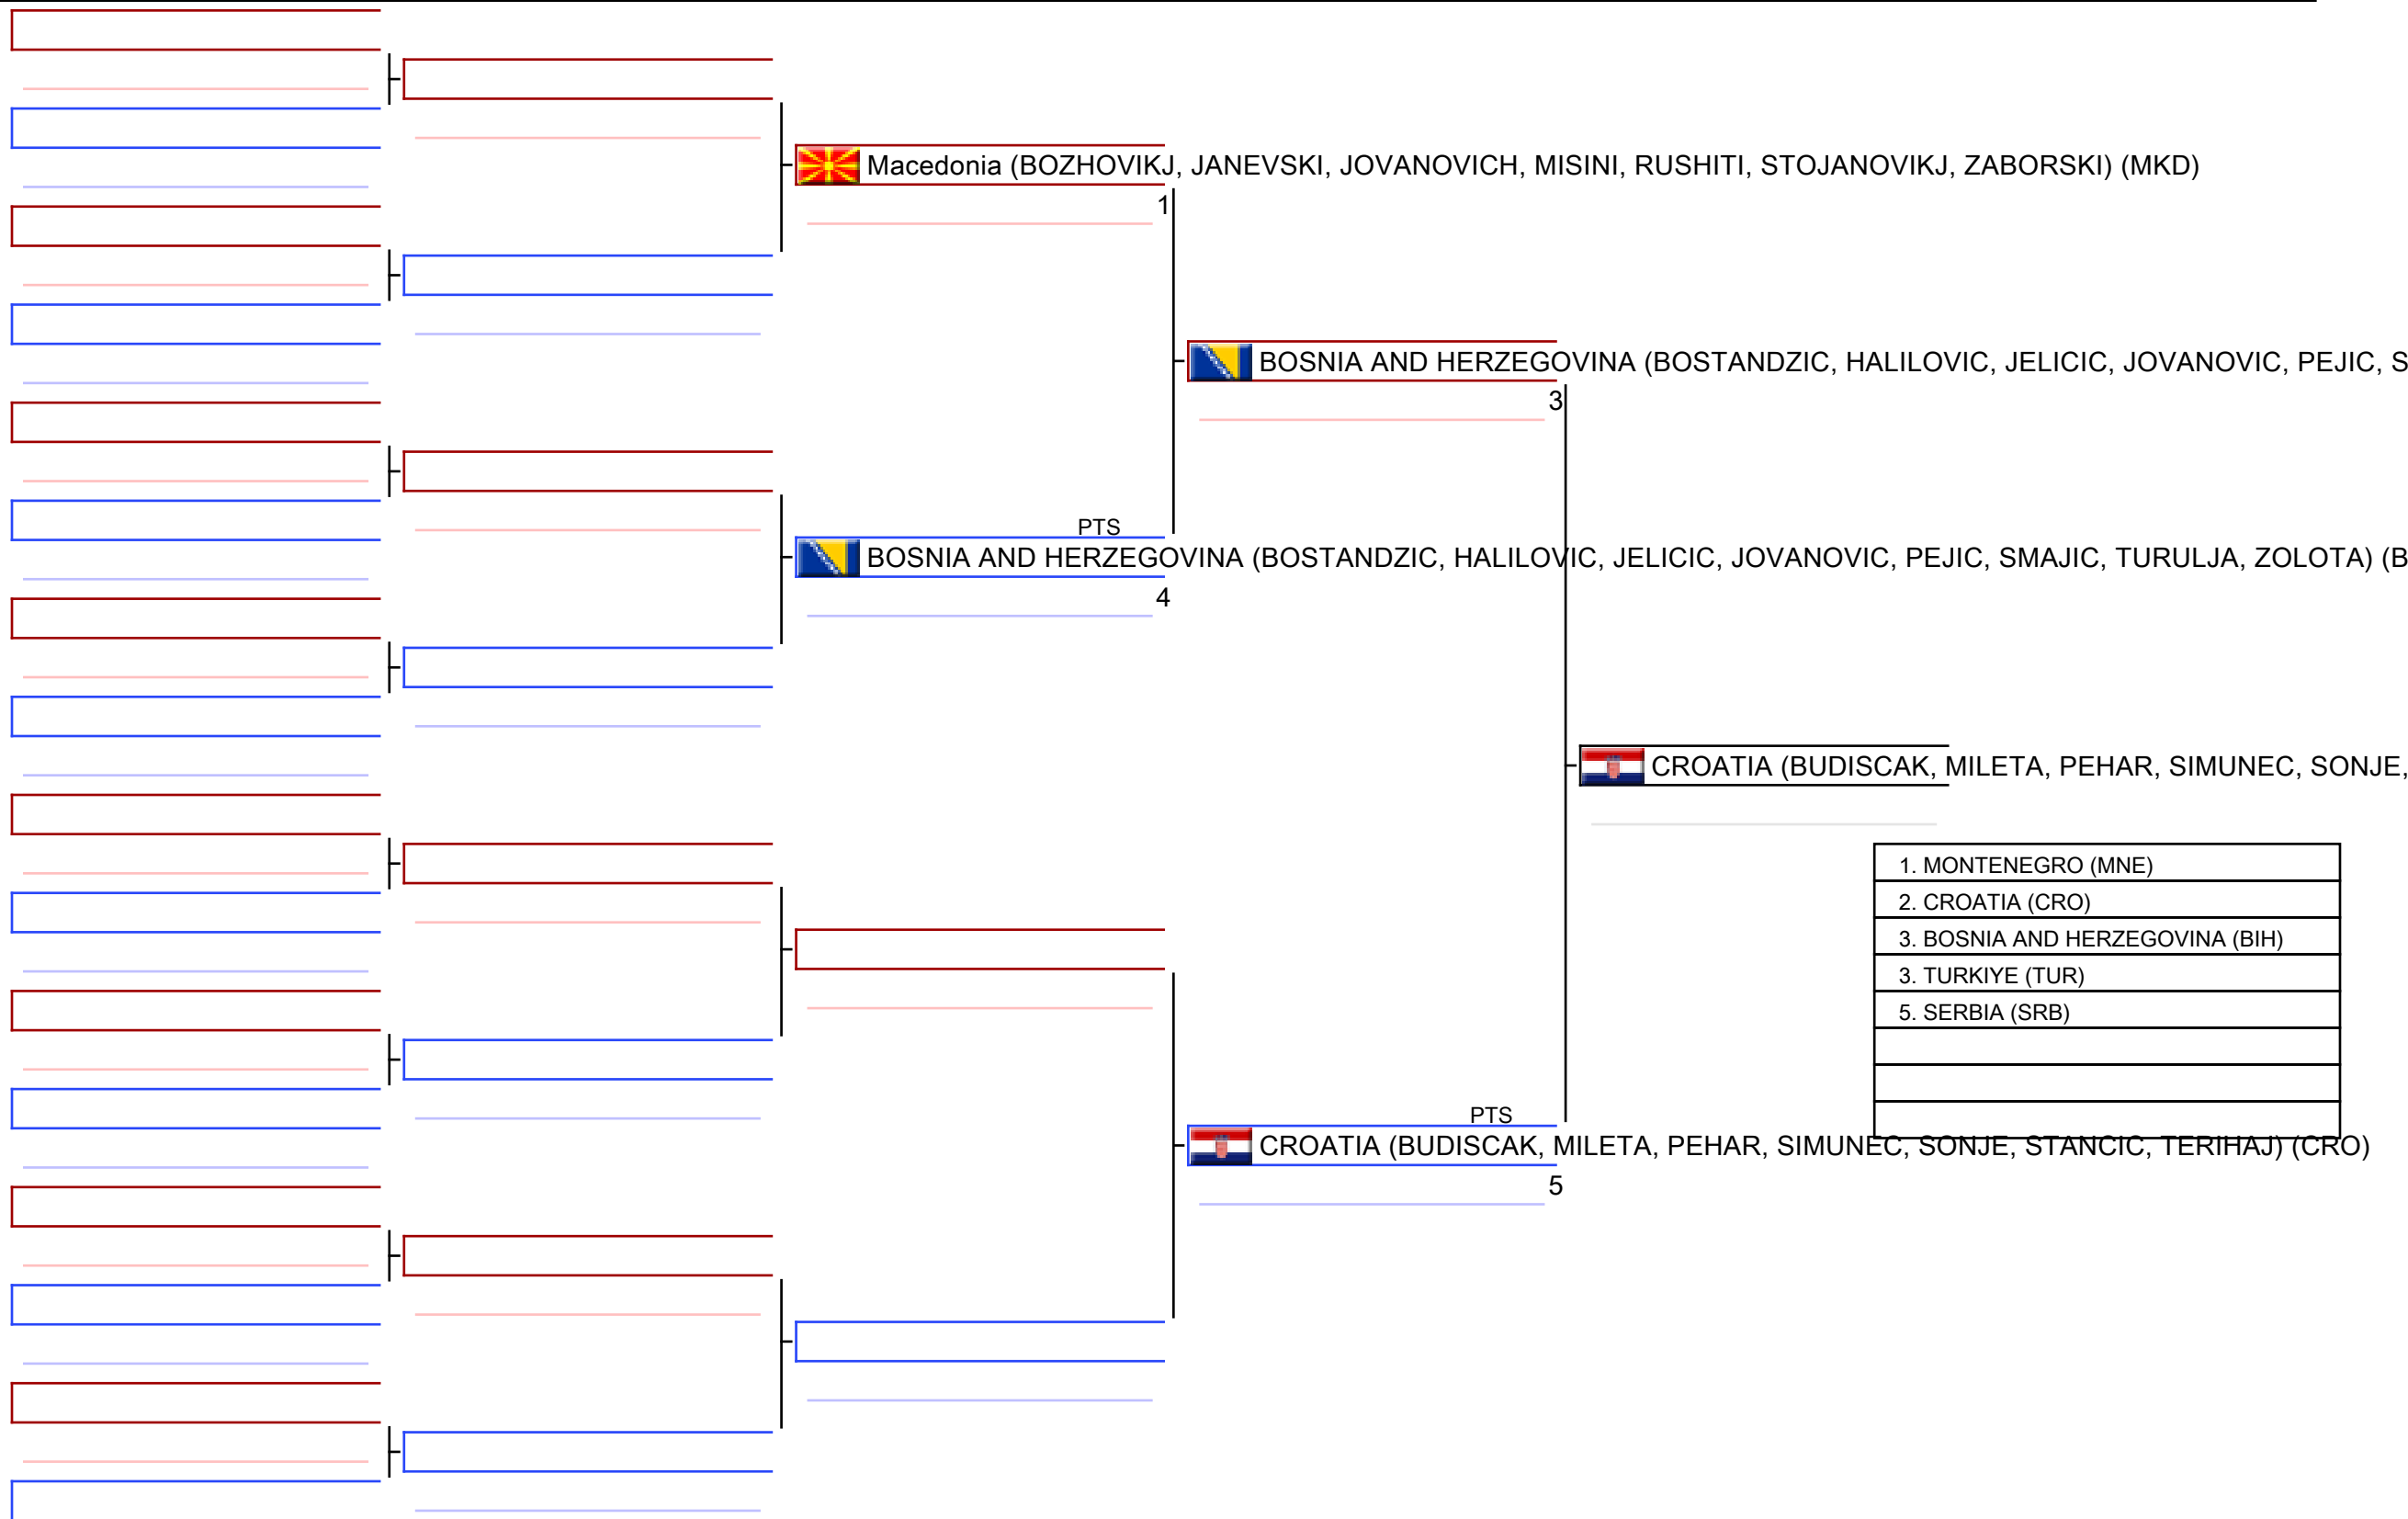 Macedonia (BOZHOVIKJ, JANEVSKI, JOVANOVICH, MISINI, RUSHITI, STOJANOVIKJ, ZABORSKI) (MKD)
1
BOSNIA AND HERZEGOVINA (BOSTANDZIC, HALILOVIC, JELICIC, JOVANOVIC, PEJIC, S
3
PTS
BOSNIA AND HERZEGOVINA (BOSTANDZIC, HALILOVIC, JELICIC, JOVANOVIC, PEJIC, SMAJIC, TURULJA, ZOLOTA) (B
4
CROATIA (BUDISCAK, MILETA, PEHAR, SIMUNEC, SONJE,
1. MONTENEGRO (MNE)
2. CROATIA (CRO)
3. BOSNIA AND HERZEGOVINA (BIH)
3. TURKIYE (TUR)
5. SERBIA (SRB)
PTS
CROATIA (BUDISCAK, MILETA, PEHAR, SIMUNEC, SONJE, STANCIC, TERIHAJ) (CRO)
5